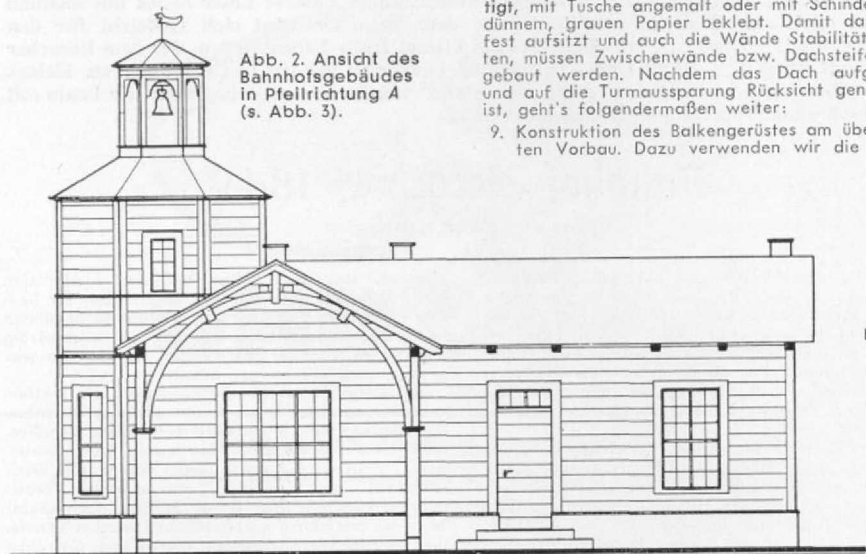 Abb. 2. Ansicht des
Bahnhofsgebäudes
in Pfeilrichtung A
(s. Abb. 3).
tigt, mit Tusche angemalt oder mit Schinde
dünnem, grauen Papier beklebt. Damit da
fest aufsitzt und auch die Wände Stabilität
ten, müssen Zwischenwände bzw. Dachsteife
gebaut werden. Nachdem das Dach aufg
und auf die Turmaussparung Rücksicht gen
ist, geht's folgendermaßen weiter:
9. Konstruktion des Balkengerüstes am übe
ten Vorbau. Dazu verwenden wir die